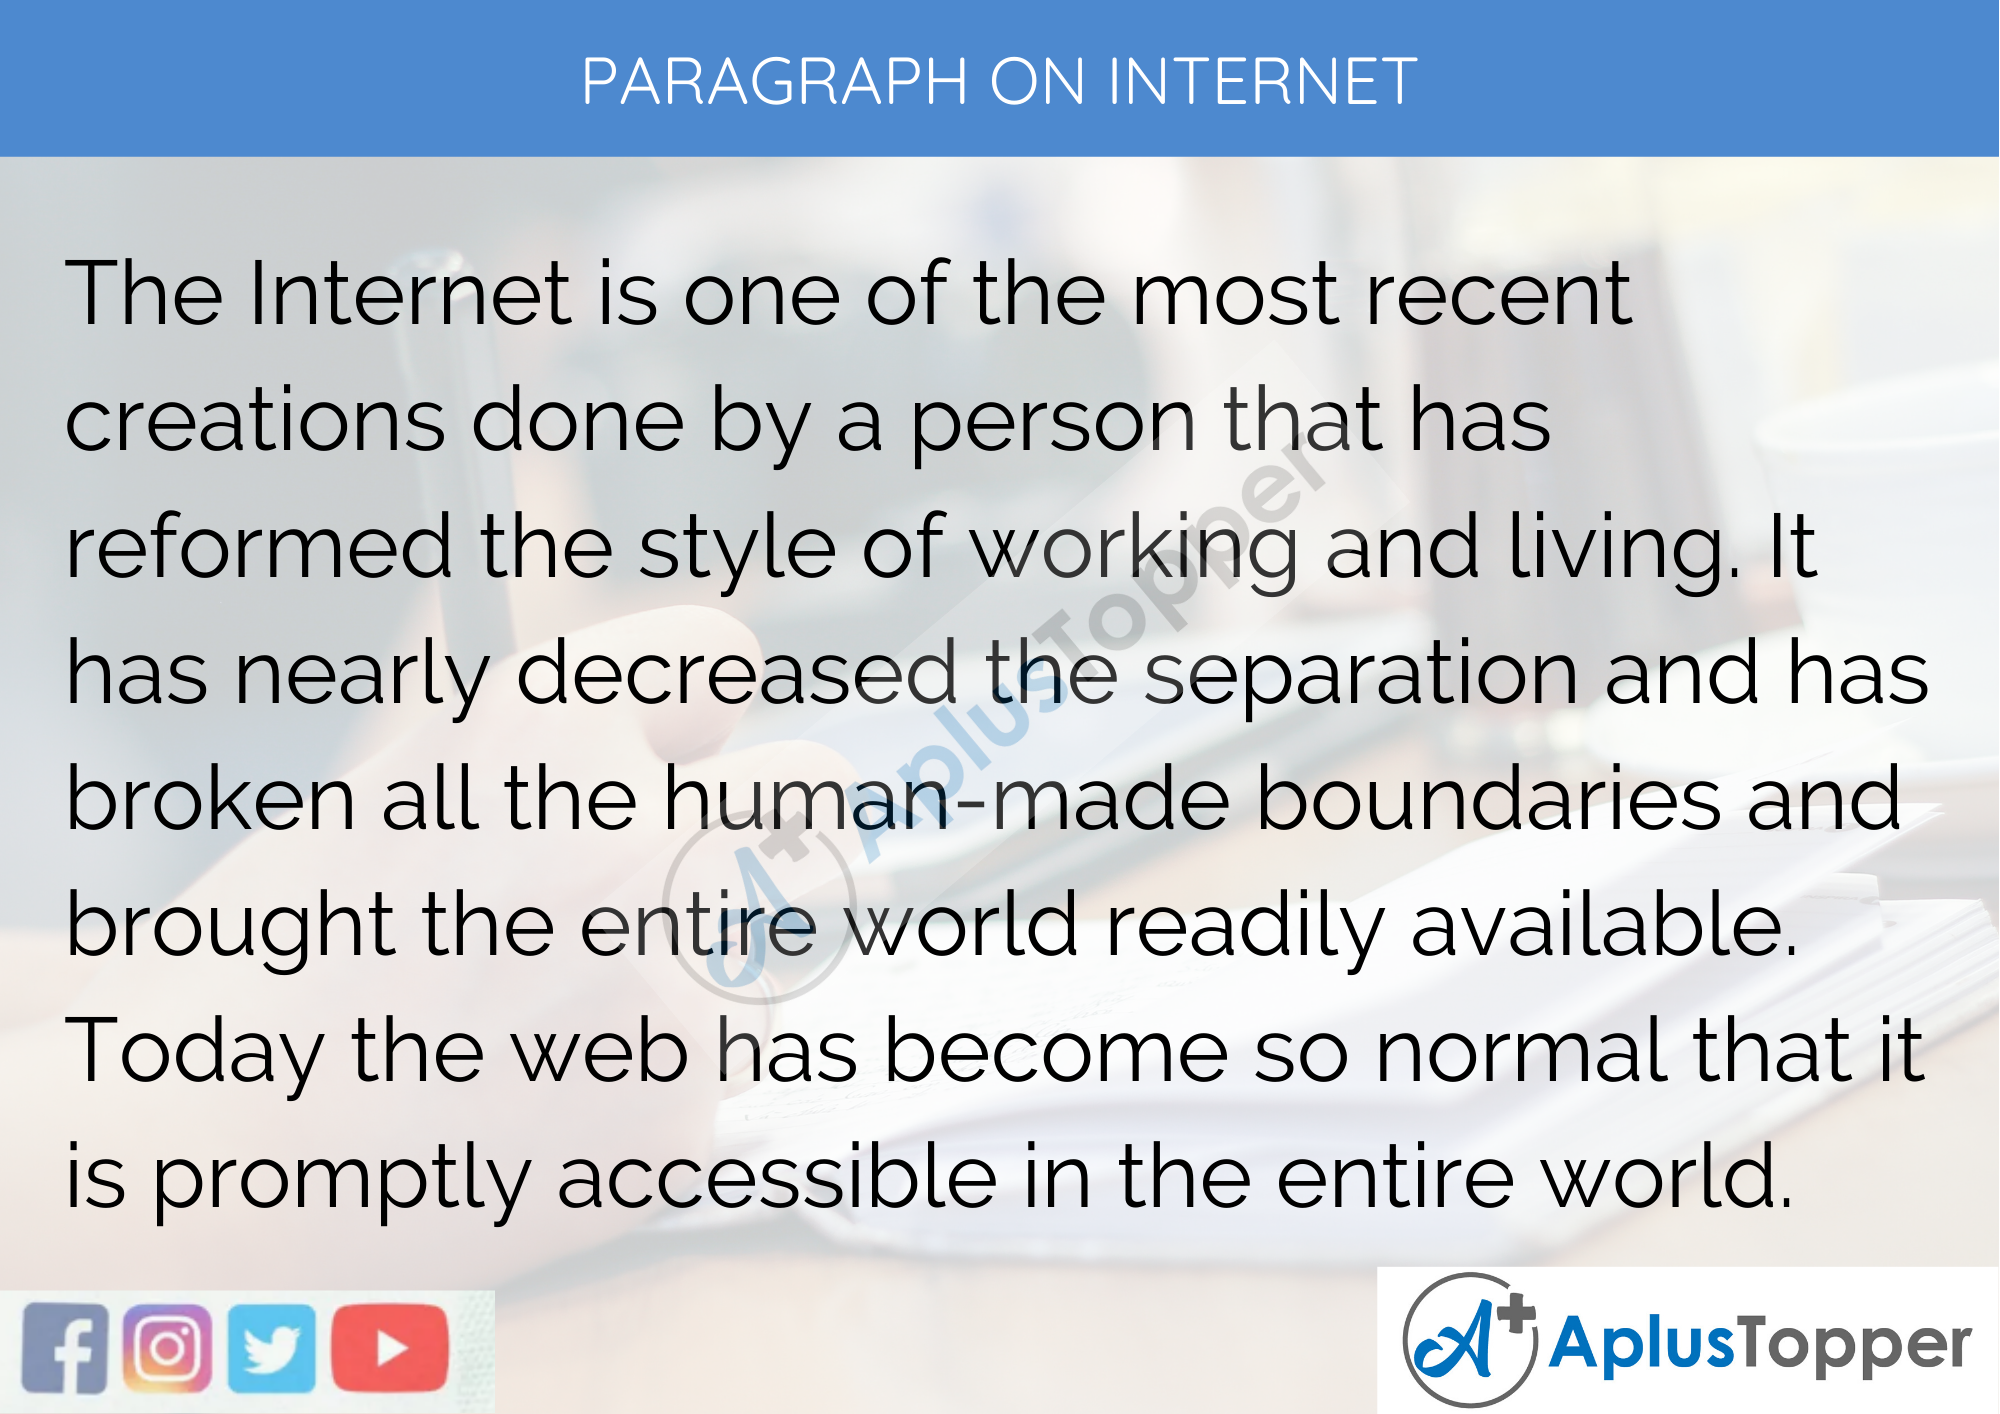 PARAGRAPH ON INTERNET
The Internet is one of the most recent
creations done by a person that has
reformed the style of working and living. It
has nearly decreased the separation and has
broken all the human-made boundaries and
brought the entire world readily available.
Today the web has become so normal that it
is promptly accessible in the entire world.
AplusTopper
A+ AplusTopper